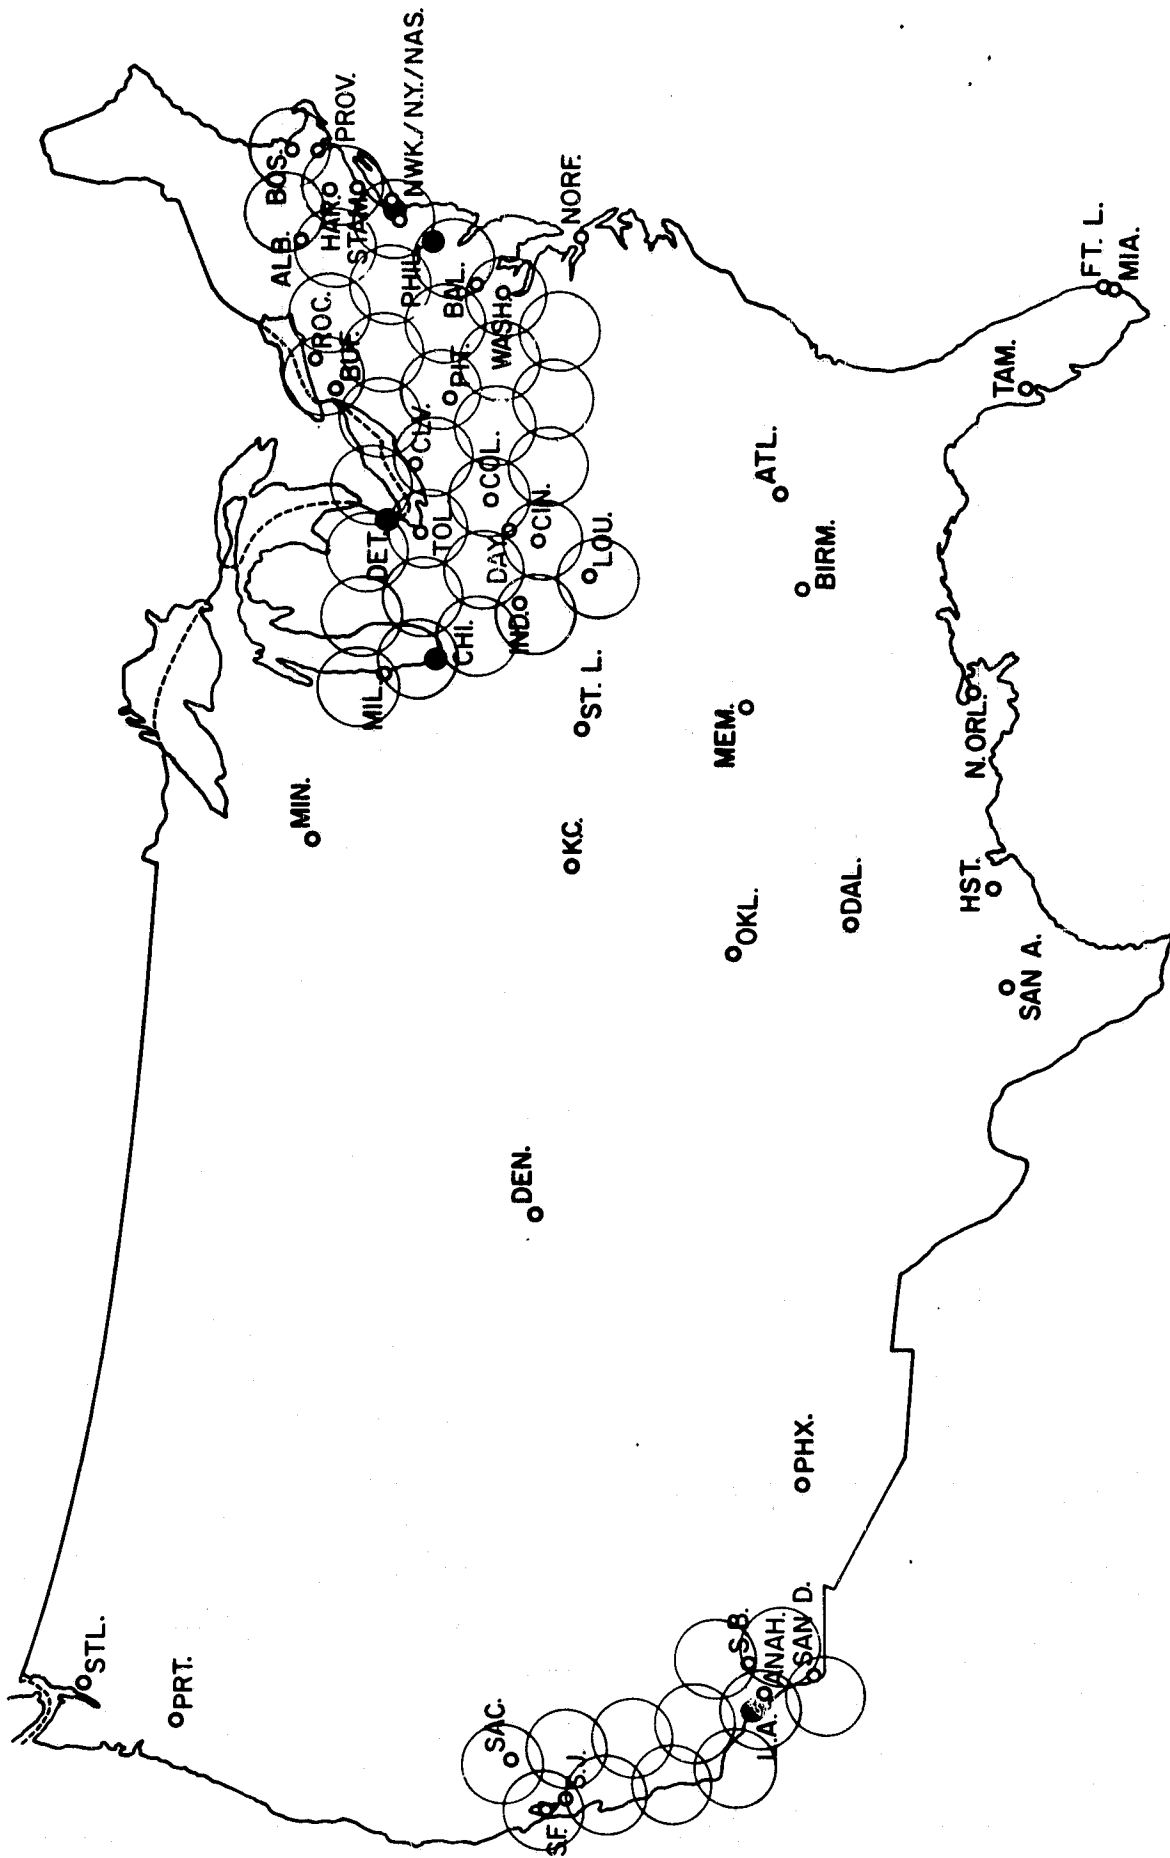 STL.
PRT.
SAC.
S.F.
S.J.
L.A.
S.B.
ANAH.
SAN D.
PHX.
DEN.
MIN.
KC.
OKL.
DAL.
SAN A.
HST.
N. ORL.
MEM.
ST. L.
MIL.
CHI.
IND.
LOU.
DAY.
CIN.
DET.
TOL.
COL.
CLV.
PIT.
BUF.
ROC.
ALB.
BOS.
PROV.
HAR.
STAM.
NWK./N.Y./NAS.
PHIL.
BAL.
WASH.
NORF.
BIRM.
ATL.
TAM.
FT. L.
MIA.